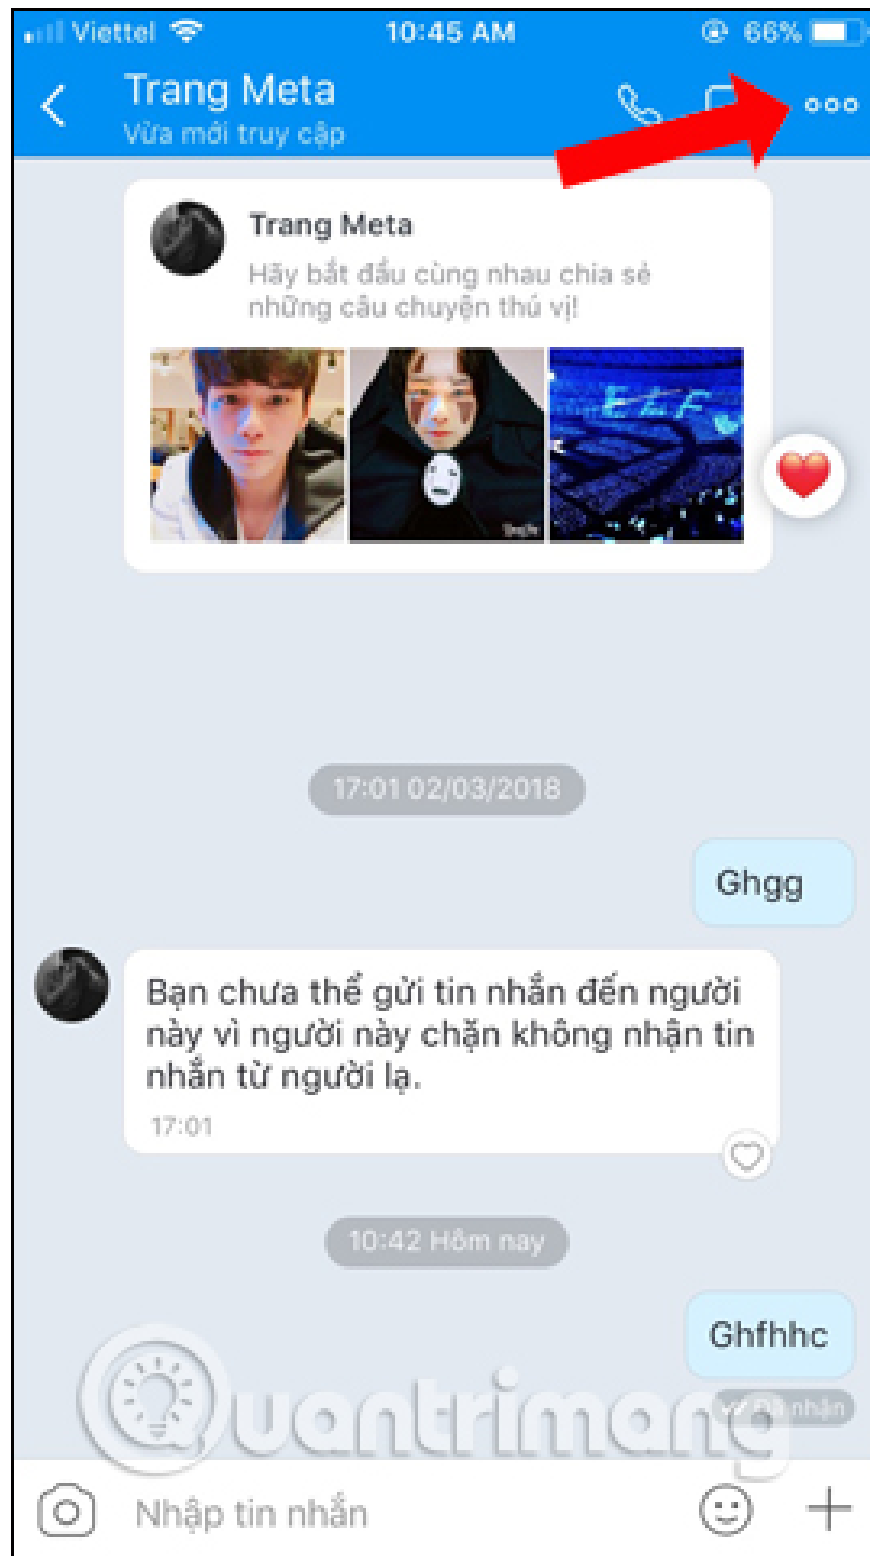 Viettel 10:45 AM 66%
Trang Meta
Vừa mới truy cập
Trang Meta
Hãy bắt đầu cùng nhau chia sẻ
những câu chuyện thú vị!
17:01 02/03/2018
Ghgg
Bạn chưa thể gửi tin nhắn đến người
này vì người này chặn không nhận tin
nhắn từ người lạ.
17:01
10:42 Hôm nay
Ghfhhc
Đã nhận
Quantrimang
Nhập tin nhắn